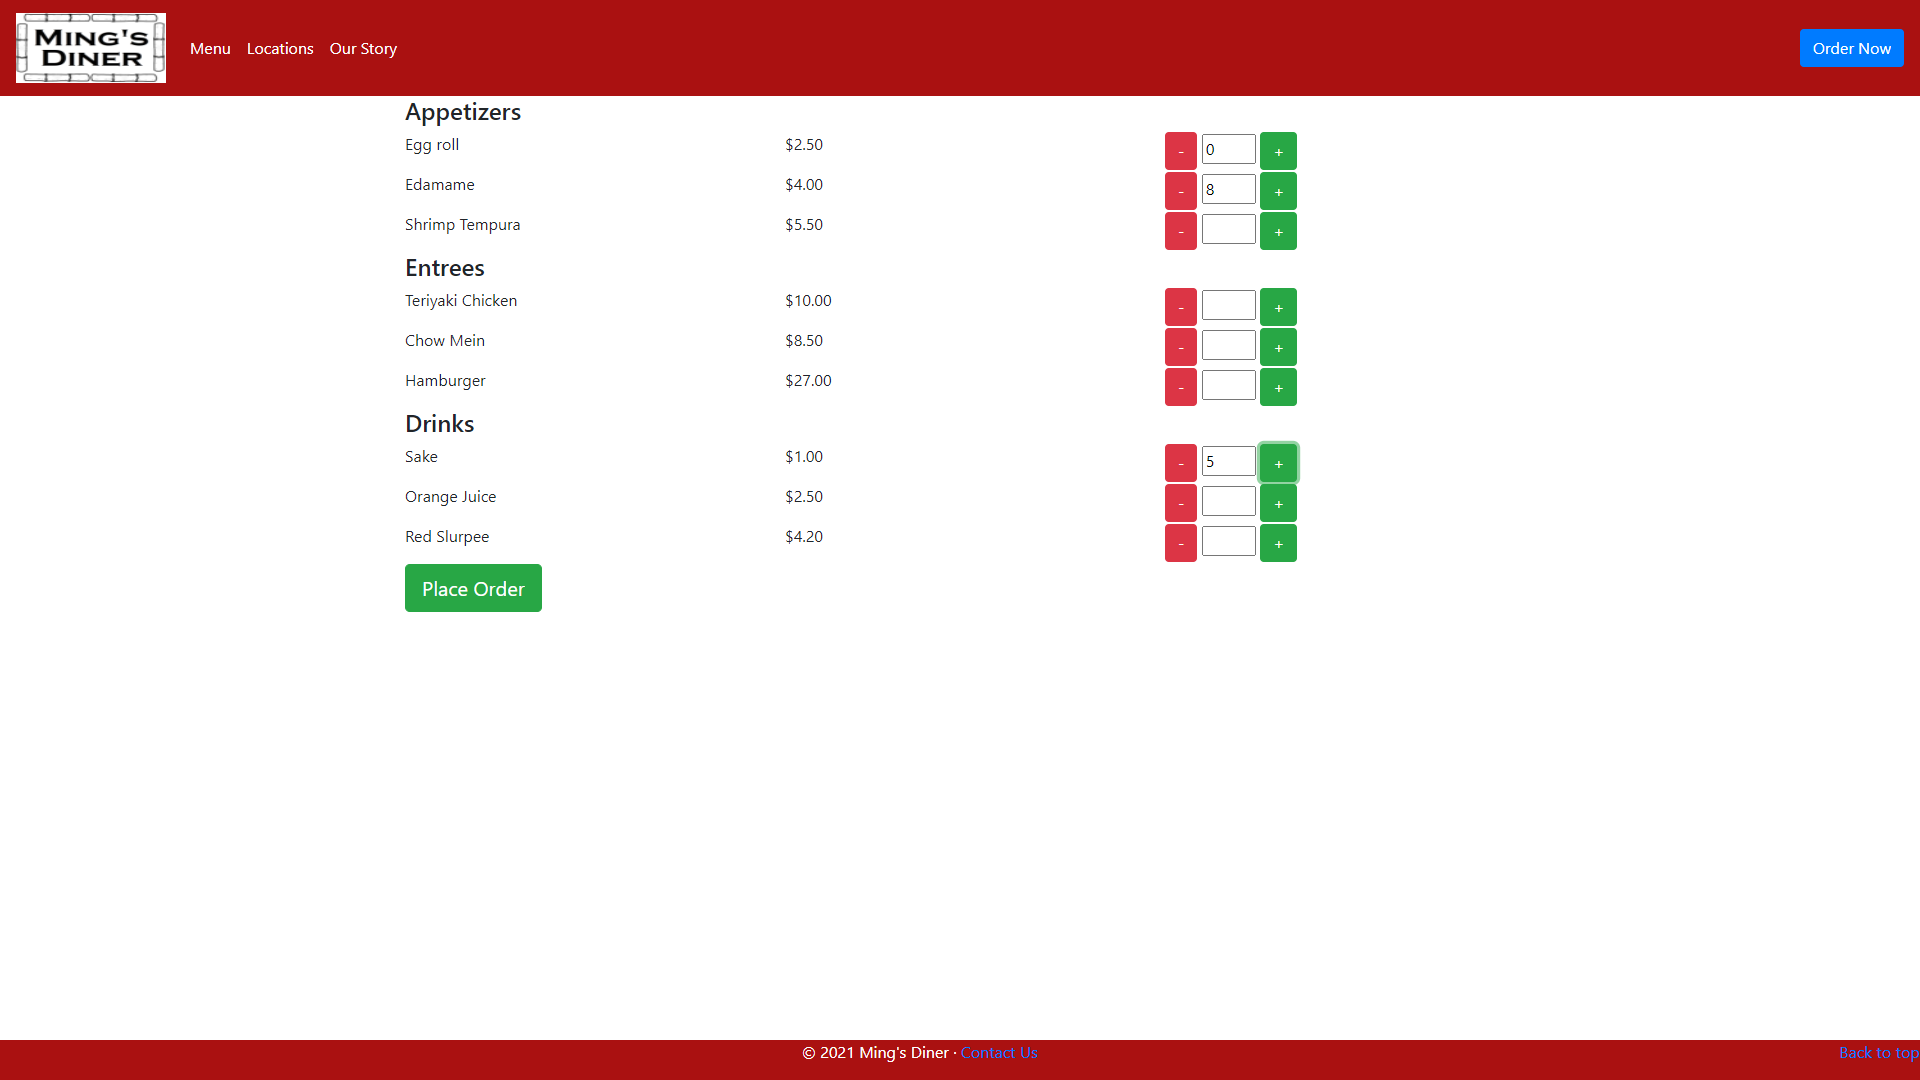 MING'S
DINER
Menu Locations Our Story
Order Now
Appetizers
Egg roll $2.50 - 0 +
Edamame $4.00 - 8 +
Shrimp Tempura $5.50 - +
Entrees
Teriyaki Chicken $10.00 - +
Chow Mein $8.50 - +
Hamburger $27.00 - +
Drinks
Sake $1.00 - 5 +
Orange Juice $2.50 - +
Red Slurpee $4.20 - +
Place Order
© 2021 Ming's Diner · Contact Us
Back to top